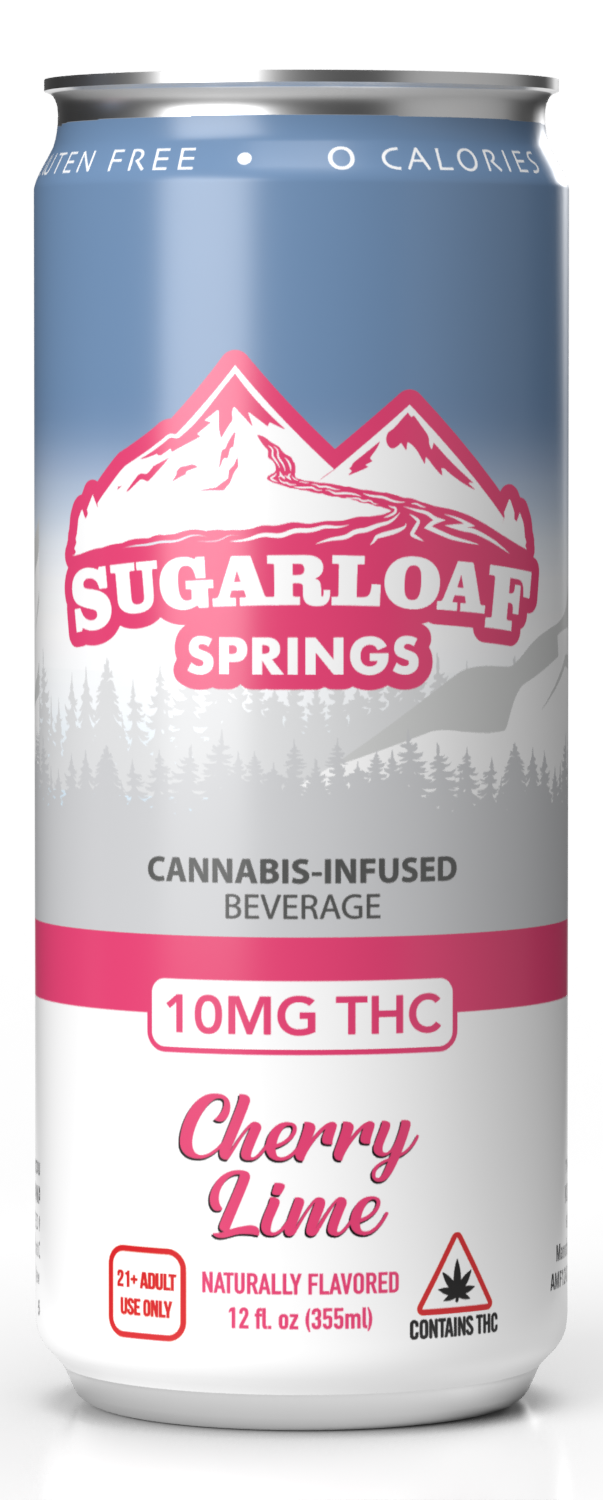 FREE • 0 CALORIES
SUGARLOAF
SPRINGS
CANNABIS-INFUSED
BEVERAGE
10MG THC
Cherry
Lime
21+ ADULT
USE ONLY
NATURALLY FLAVORED
12 fl. oz (355ml)
CONTAINS THC